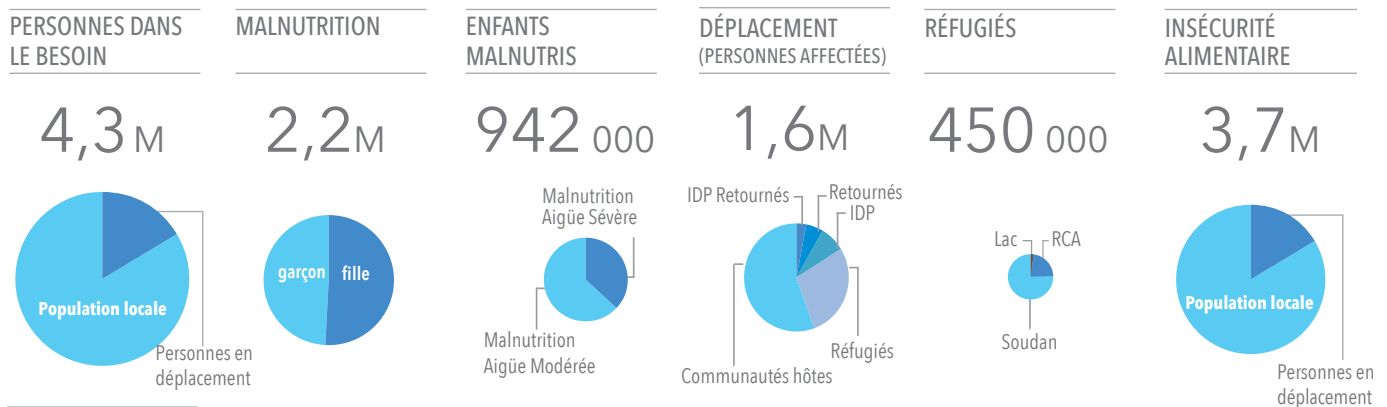 PERSONNES DANS
LE BESOIN
4,3 M
Population locale
Personnes en
déplacement
MALNUTRITION
2,2M
garçon
fille
ENFANTS
MALNUTRIS
942 000
Malnutrition
Aigüe Sévère
Malnutrition
Aigüe Modérée
DÉPLACEMENT
(PERSONNES AFFECTÉES)
1,6M
IDP Retournés
Retournés
IDP
Réfugiés
Communautés hôtes
RÉFUGIÉS
450 000
Lac
RCA
Soudan
INSÉCURITÉ
ALIMENTAIRE
3,7M
Population locale
Personnes en
déplacement